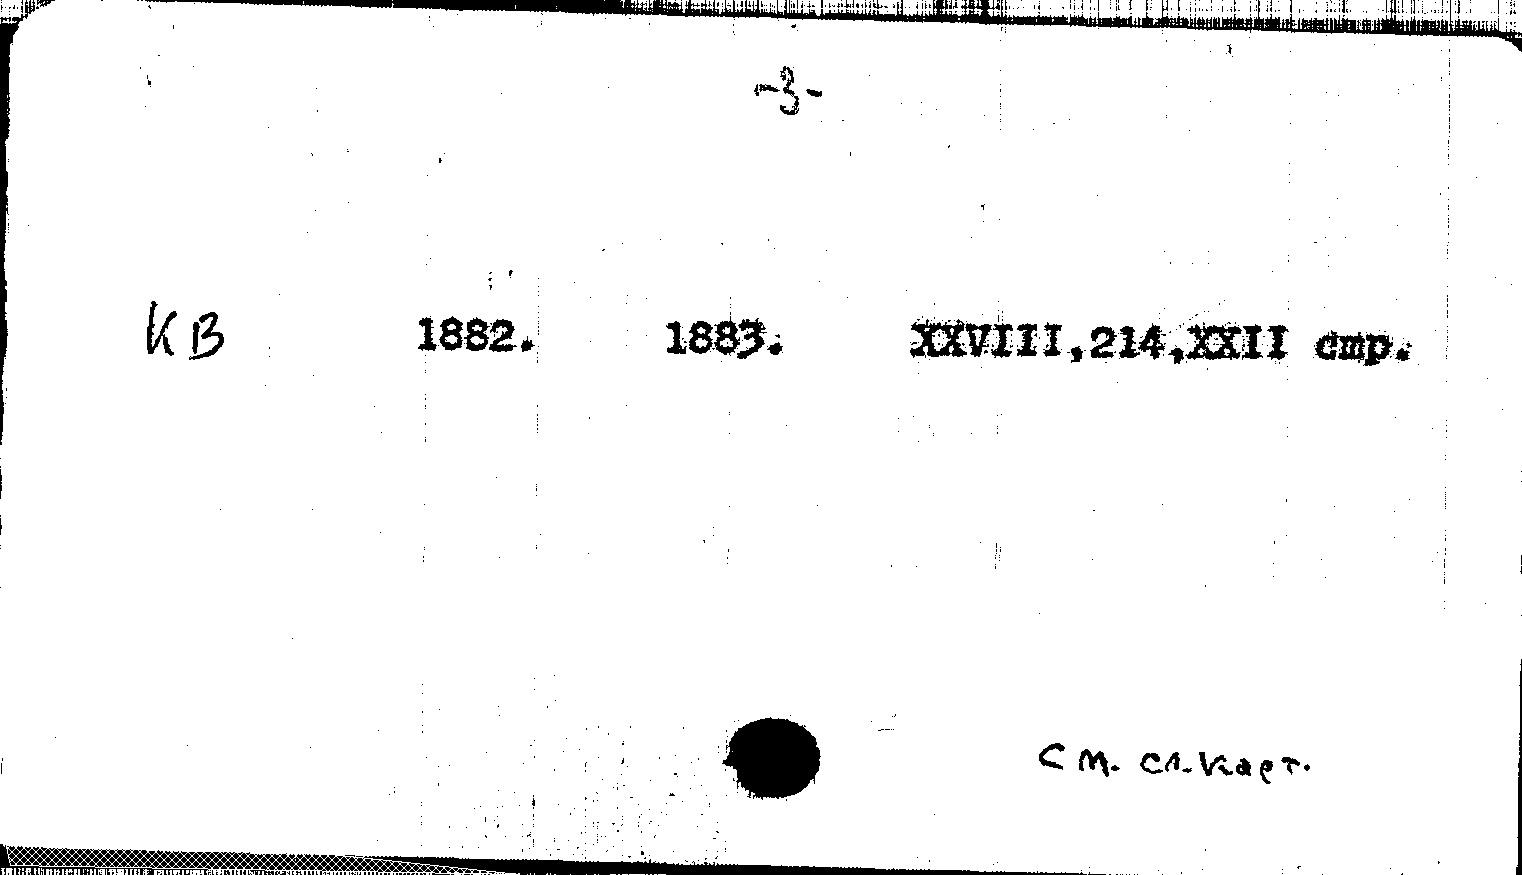 -3-
КВ 1882. 1883. XXVIII,214,XXII стр.
См. сл. карт.